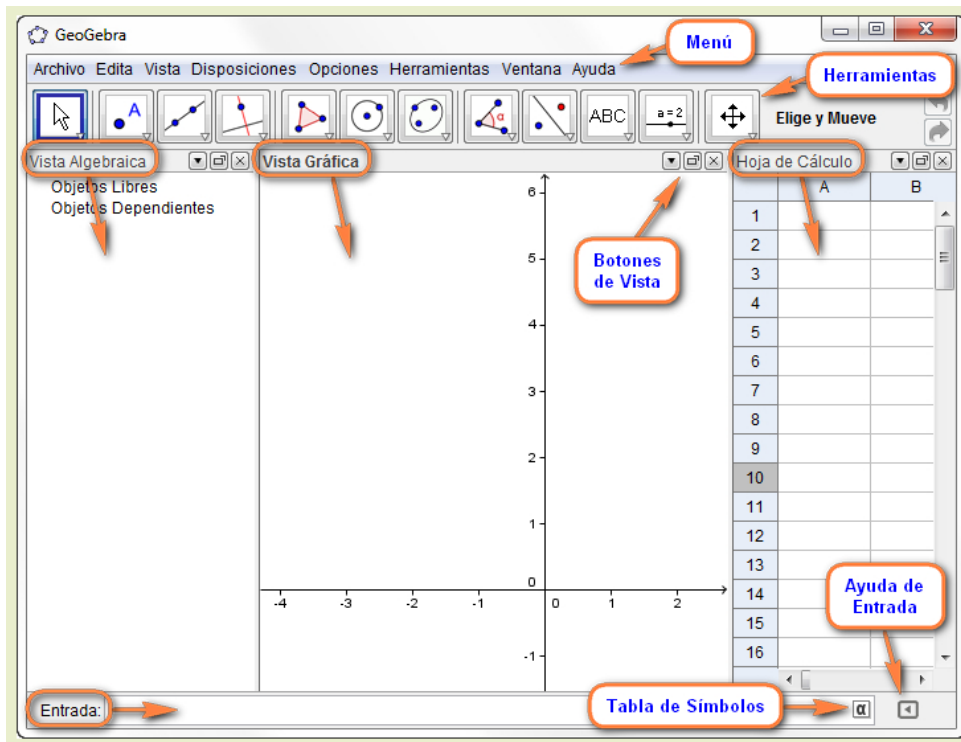 GeoGebra
Menú
Archivo Edita Vista Disposiciones Opciones Herramientas Ventana Ayuda
Herramientas
A
α
ABC
a=2
Elige y Mueve
Vista Algebraica
Vista Gráfica
Hoja de Cálculo
Objetos Libres
Objetos Dependientes
A B
1
2
3
4
5
6
7
8
9
10
11
12
13
14
15
16
6
5
4
3
2
1
0
-4 -3 -2 -1 0 1 2
-1
Botones
de Vista
Ayuda de
Entrada
Entrada:
Tabla de Símbolos
α